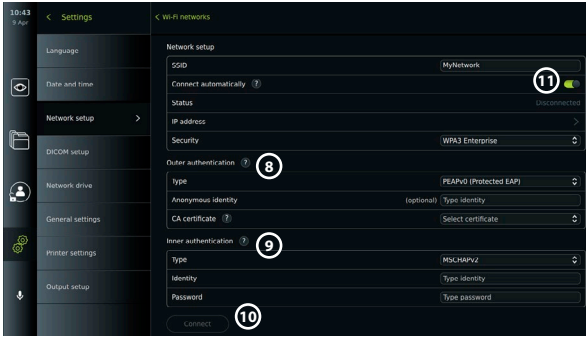 10:43
9 Apr
< Settings
< Wi-Fi networks
Language
Date and time
Network setup >
DICOM setup
Network drive
General settings
Printer settings
Output setup
Network setup
SSID MyNetwork
Connect automatically ? 11
Status Disconnected
IP address >
Security WPA3 Enterprise
Outer authentication ? 8
Type PEAPv0 (Protected EAP)
Anonymous identity (optional) Type identity
CA certificate ? Select certificate
Inner authentication ? 9
Type MSCHAPv2
Identity Type identity
Password Type password
Connect 10